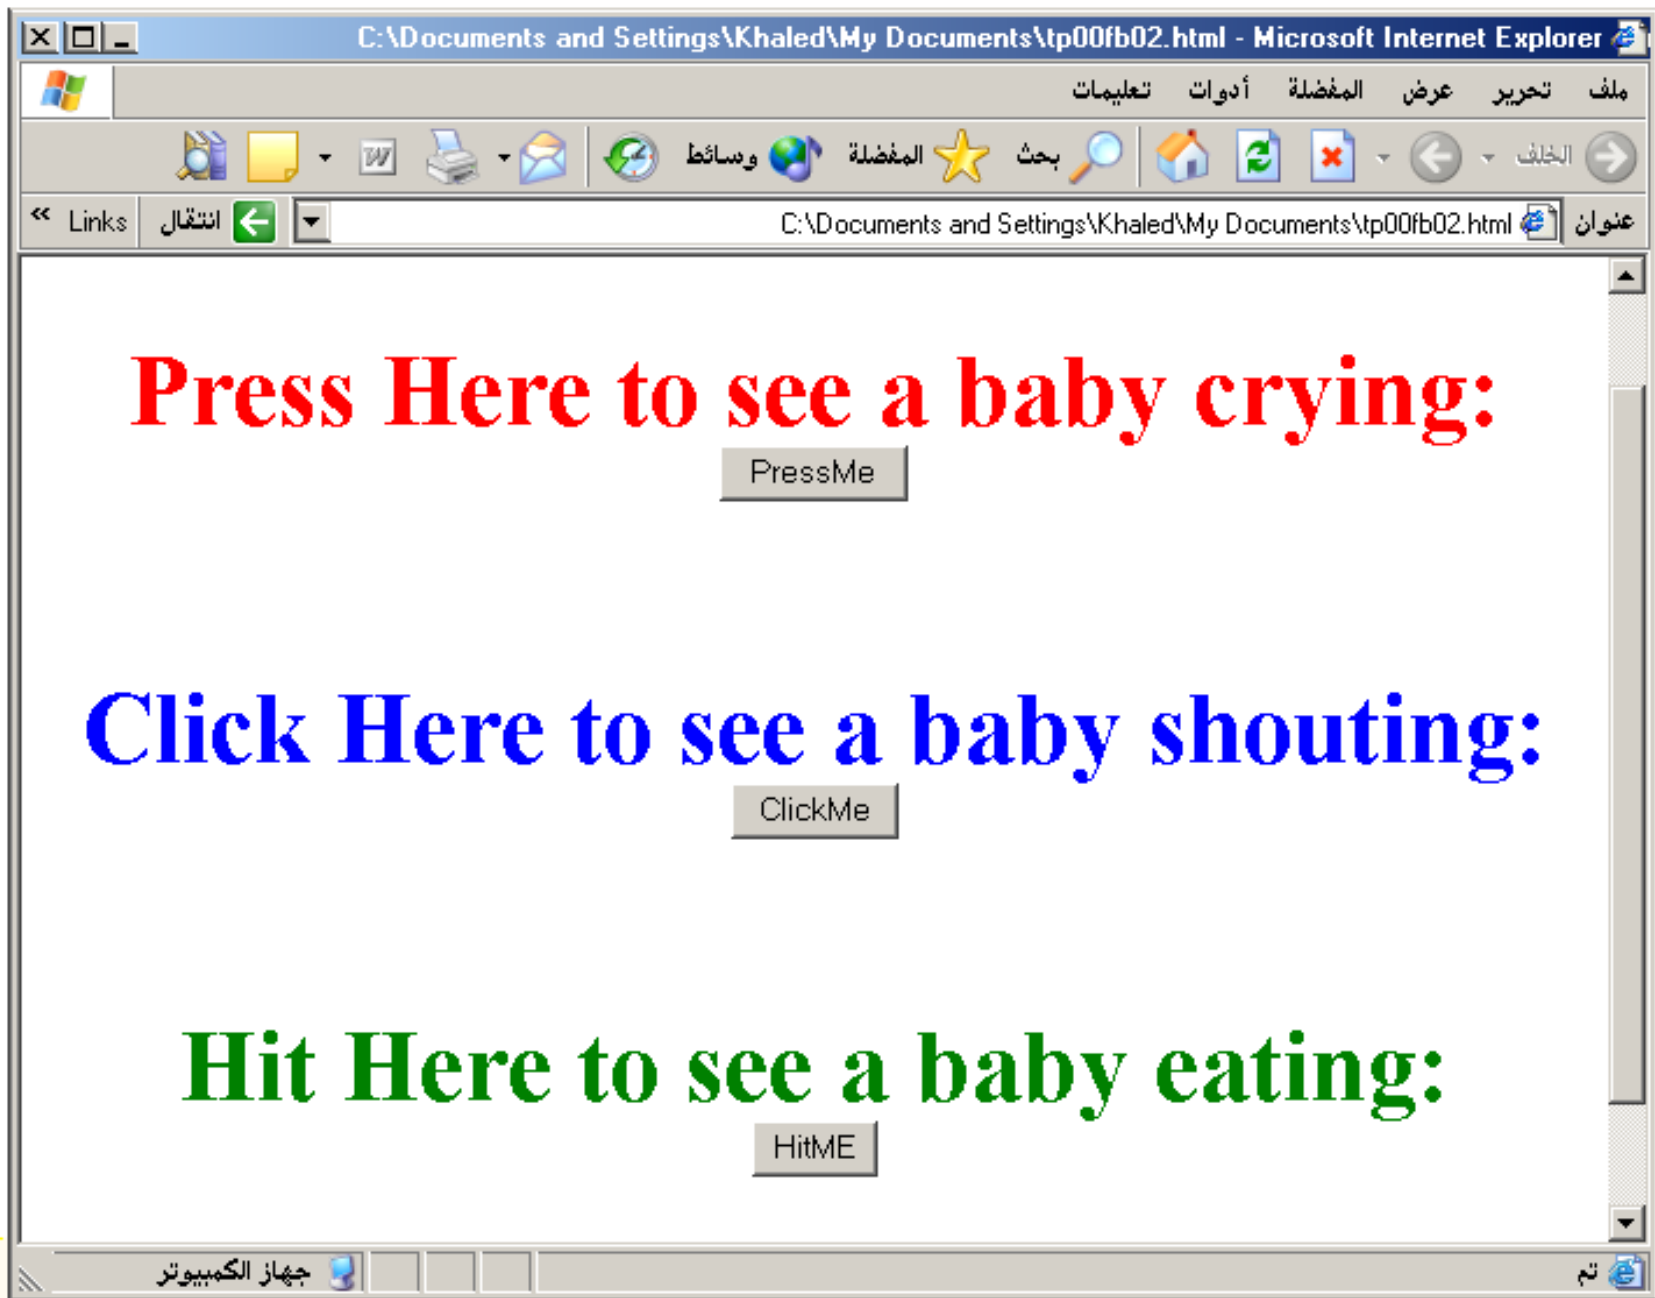 C:\Documents and Settings\Khaled\My Documents\tp00fb02.html - Microsoft Internet Explorer
ملف تحرير عرض المفضلة أدوات تعليمات
الخلف بحث المفضلة وسائط
عنوان C:\Documents and Settings\Khaled\My Documents\tp00fb02.html انتقال Links »
Press Here to see a baby crying:
PressMe
Click Here to see a baby shouting:
ClickMe
Hit Here to see a baby eating:
HitME
تم جهاز الكمبيوتر